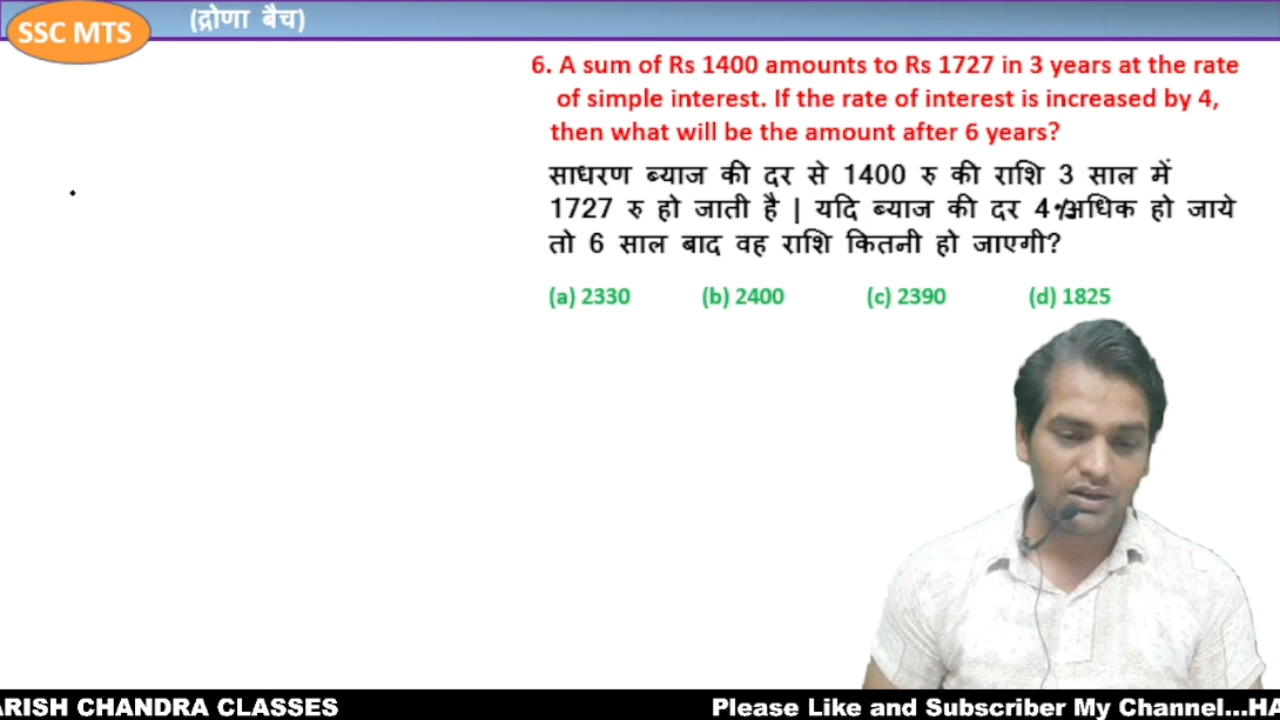 SSC MTS
(द्रोणा बैच)
6. A sum of Rs 1400 amounts to Rs 1727 in 3 years at the rate
of simple interest. If the rate of interest is increased by 4,
then what will be the amount after 6 years?
साधरण ब्याज की दर से 1400 रु की राशि 3 साल में
1727 रु हो जाती है | यदि ब्याज की दर 4% अधिक हो जाये
तो 6 साल बाद वह राशि कितनी हो जाएगी?
(a) 2330 (b) 2400 (c) 2390 (d) 1825
ARISH CHANDRA CLASSES Please Like and Subscriber My Channel...HA